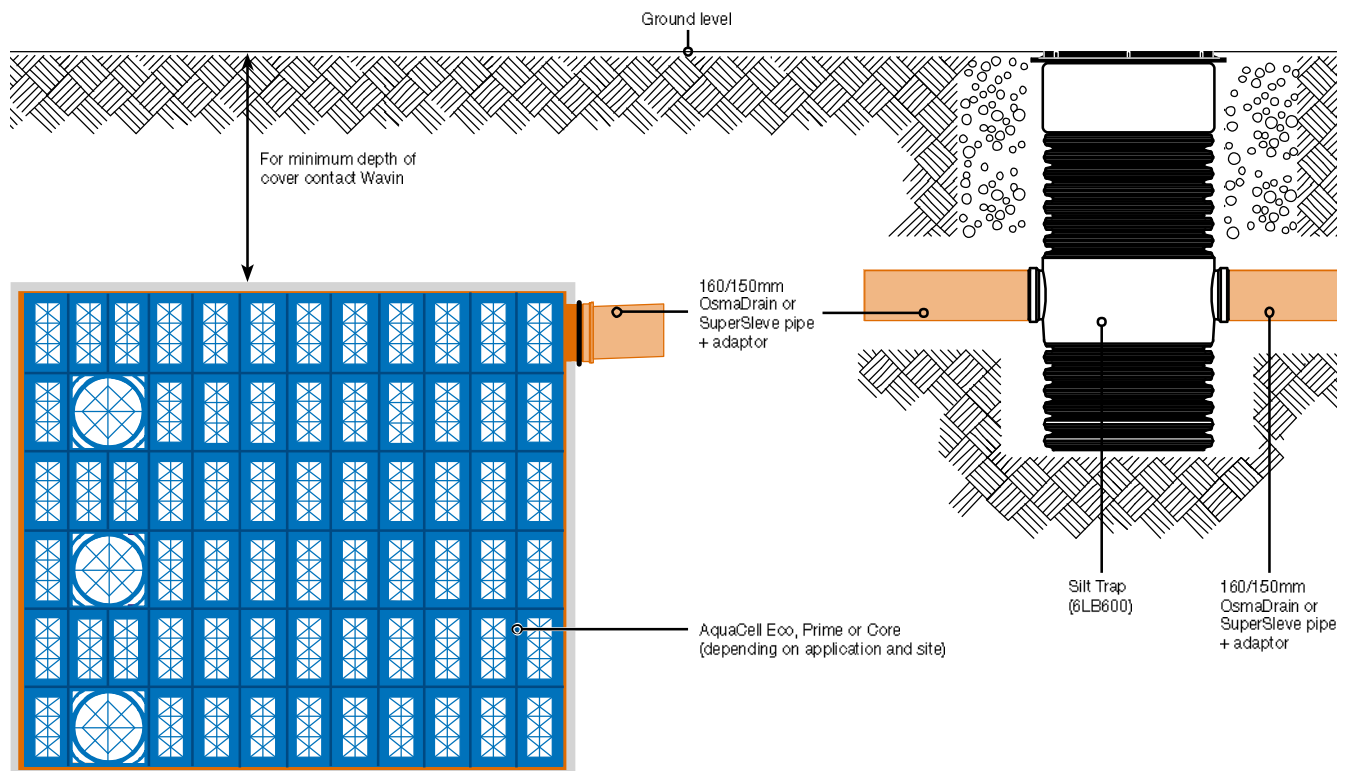 Ground level
For minimum depth of
cover contact Wavin
160/150mm
OsmaDrain or
SuperSleve pipe
+ adaptor
AquaCell Eco, Prime or Core
(depending on application and site)
Silt Trap
(6LB600)
160/150mm
OsmaDrain or
SuperSleve pipe
+ adaptor